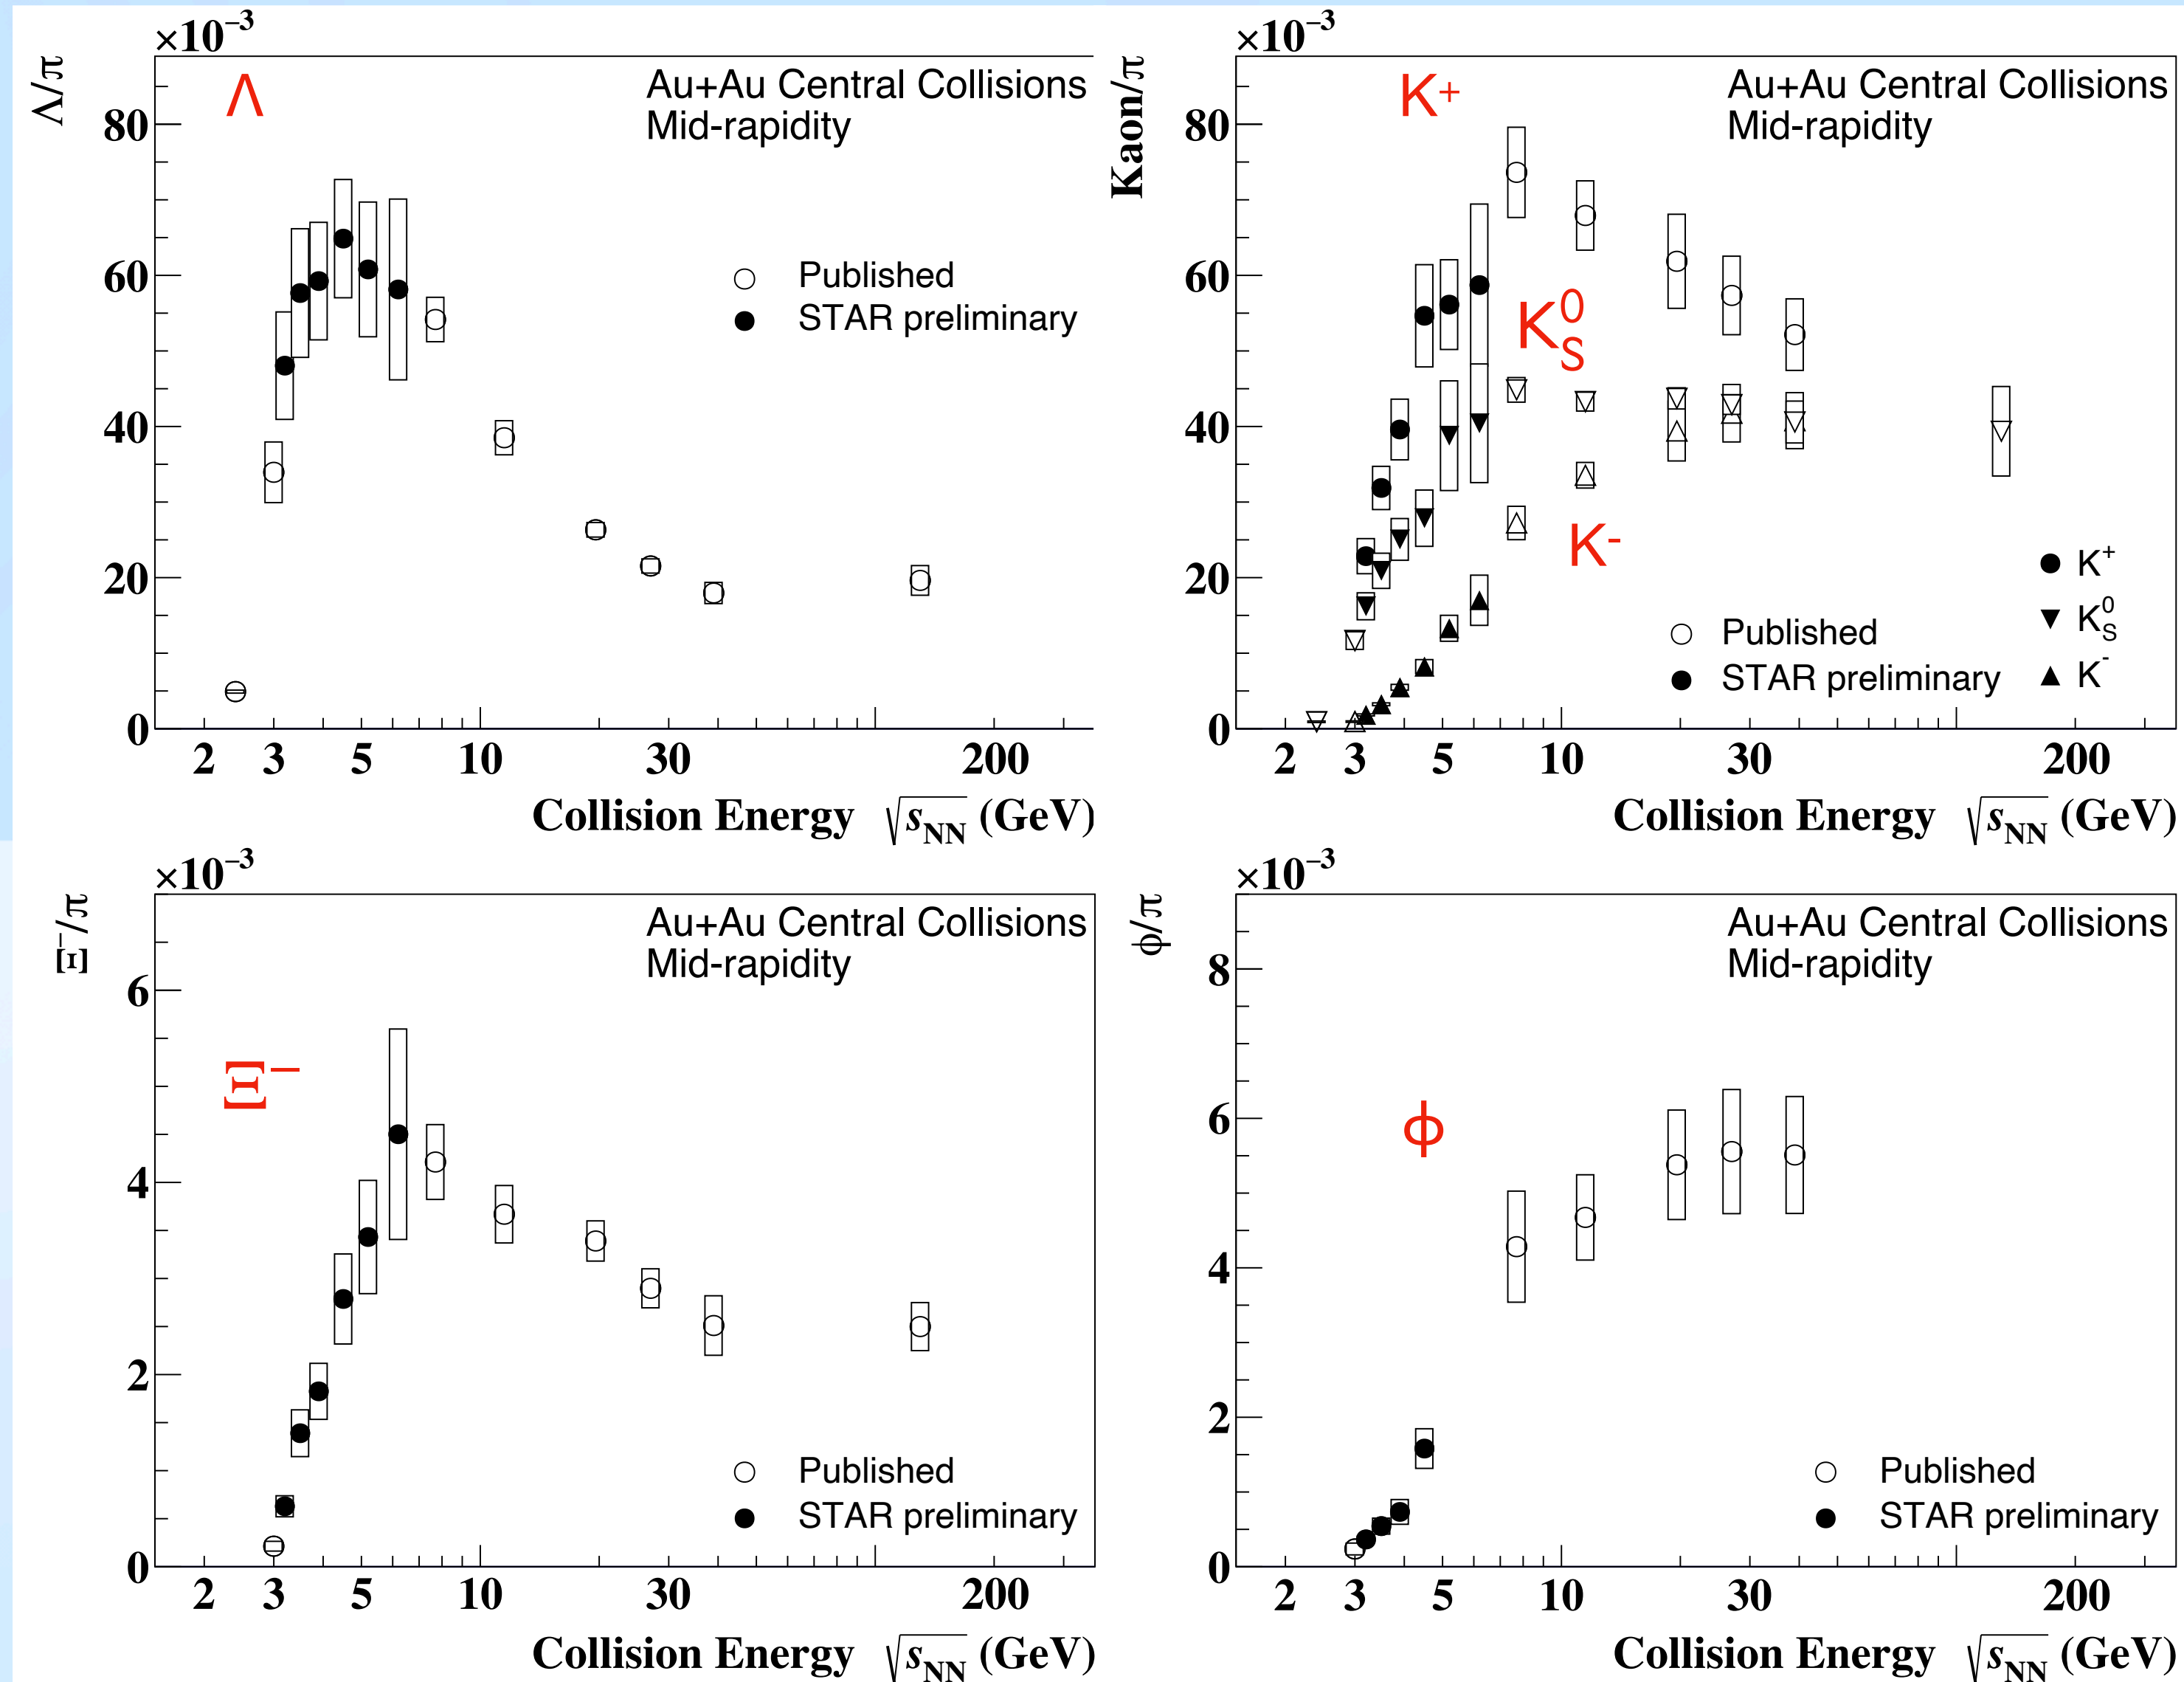 ×10⁻³
Λ/π
Λ
Au+Au Central Collisions
Mid-rapidity
80
60
40
20
0
Published
STAR preliminary
2 3 5 10 30 200
Collision Energy √sNN (GeV)
×10⁻³
Kaon/π
K⁺
Au+Au Central Collisions
Mid-rapidity
80
60
40
20
0
K⁰S
K⁻
K⁺
K⁰S
K⁻
Published
STAR preliminary
2 3 5 10 30 200
Collision Energy √sNN (GeV)
×10⁻³
Ξ⁻/π
Au+Au Central Collisions
Mid-rapidity
6
4
2
0
Ξ⁻
Published
STAR preliminary
2 3 5 10 30 200
Collision Energy √sNN (GeV)
×10⁻³
ϕ/π
Au+Au Central Collisions
Mid-rapidity
8
6
4
2
0
ϕ
Published
STAR preliminary
2 3 5 10 30 200
Collision Energy √sNN (GeV)